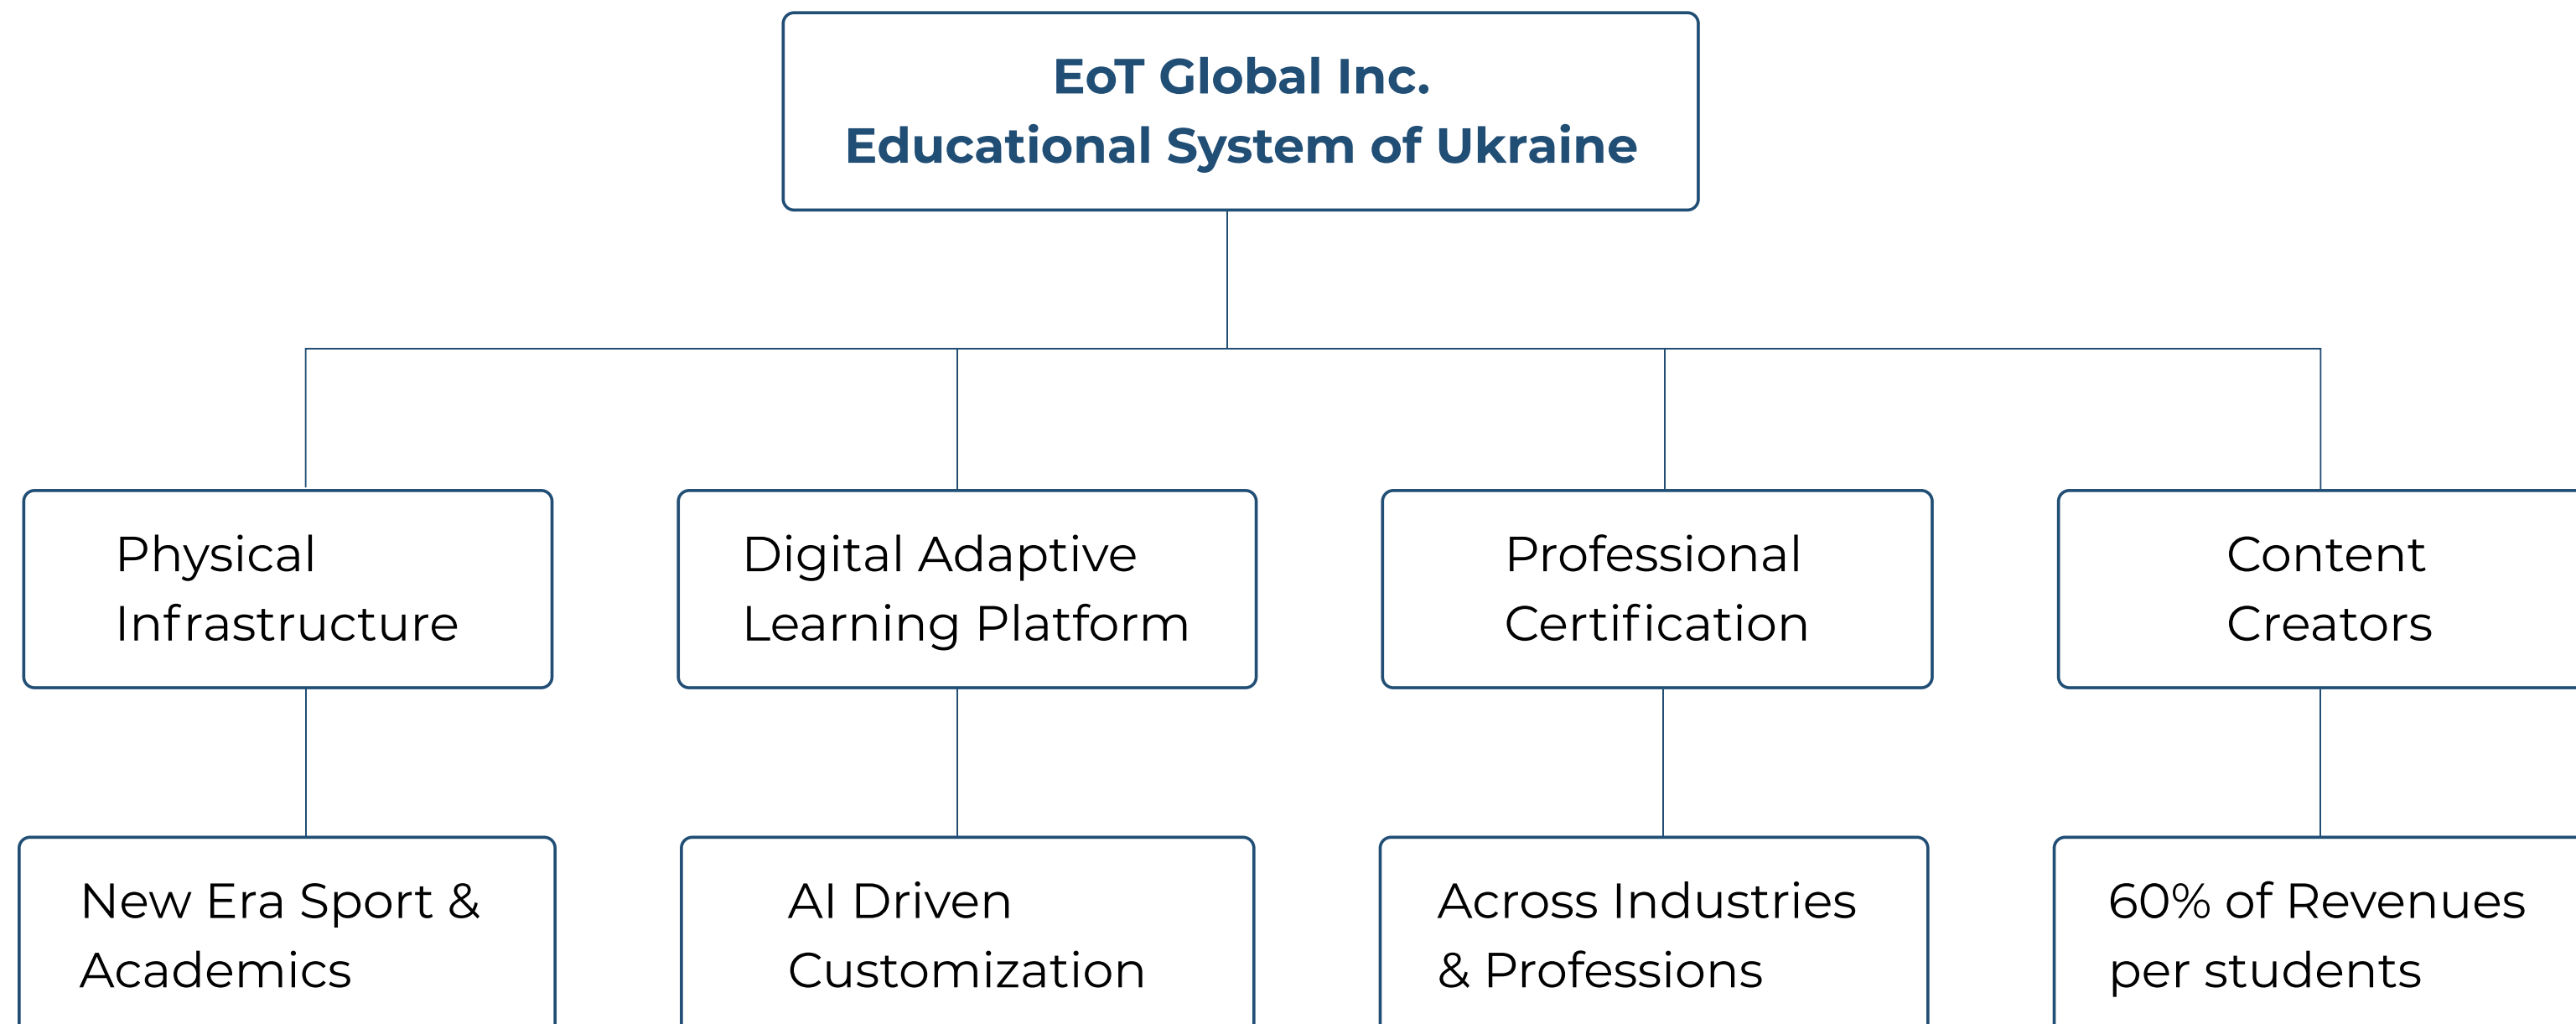 EoT Global Inc.
Educational System of Ukraine
Physical
Infrastructure
Digital Adaptive
Learning Platform
Professional
Certification
Content
Creators
New Era Sport &
Academics
AI Driven
Customization
Across Industries
& Professions
60% of Revenues
per students